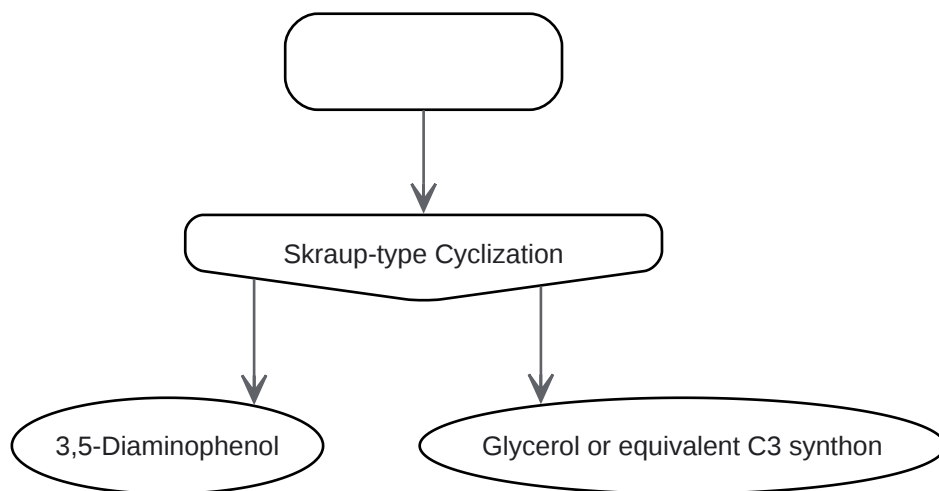 Skraup-type Cyclization
3,5-Diaminophenol
Glycerol or equivalent C3 synthon